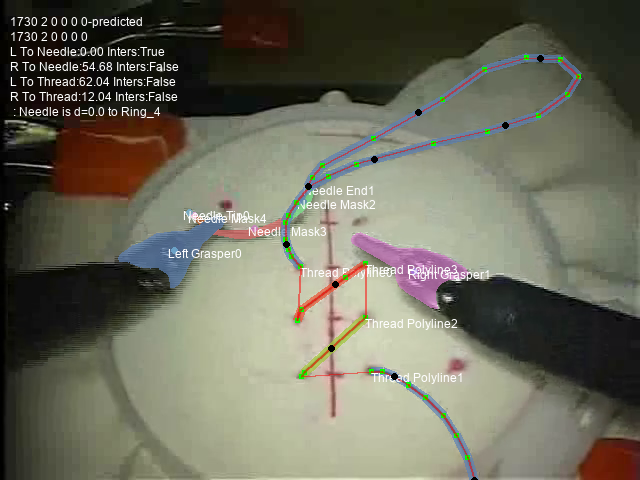 1730 2 0 0 0 0-predicted
1730 2 0 0 0 0
L To Needle:0.00 Inters:True
R To Needle:54.68 Inters:False
L To Thread:62.04 Inters:False
R To Thread:12.04 Inters:False
: Needle is d=0.0 to Ring_4
Needle End1
Needle Mask2
Needle Tip0
Needle Mask4
Needle Mask3
Left Grasper0
Thread Polyline0
Thread Polyline3
Right Grasper1
Thread Polyline2
Thread Polyline1